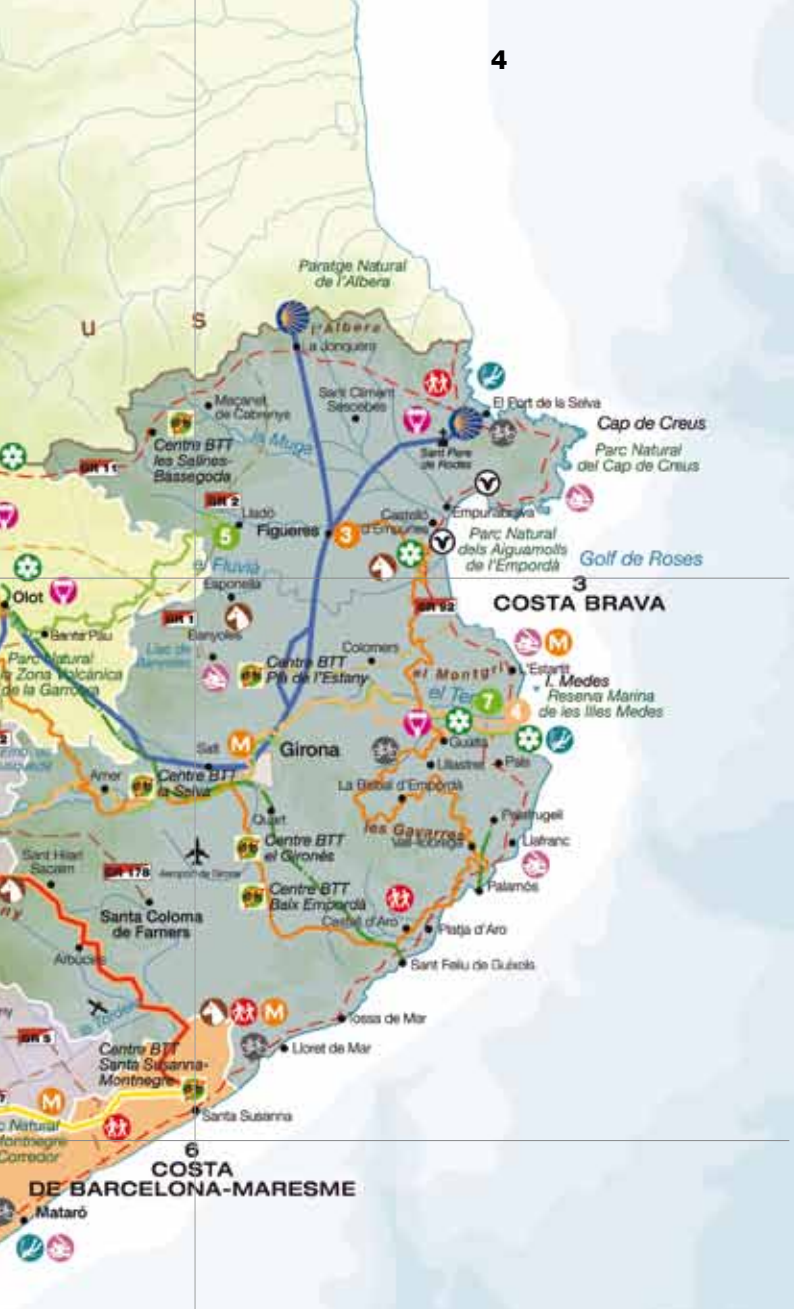 4
Paratge Natural
de l'Albera
u s
l'Albera
La Jonquera
Maçanet
de Cabrenys
Sant Climent
Sescebes
El Port de la Selva
Cap de Creus
Parc Natural
del Cap de Creus
Centre BTT
les Salines-
Bassegoda
la Muga
Sant Pere
de Rodes
GR 11
GR 2
Lladó
5
Figueres
3
Castelló
d'Empúries
Empuriabrava
Parc Natural
dels Aiguamolls
de l'Empordà
Golf de Roses
el Fluvià
Esponellà
Olot
3
COSTA BRAVA
GR 92
GR 1
Santa Pau
Banyoles
Llac de
Banyoles
Parc Natural
la Zona Volcànica
de la Garrotxa
Centre BTT
Pla de l'Estany
Colomers
el Montgrí
el Ter
7
4
M
L'Estartit
I. Medes
Reserva Marina
de les Illes Medes
M
Salt
Girona
Gualta
Ullastret
Pals
Amer
Centre BTT
la Selva
La Bisbal d'Empordà
Quart
les Gavarres
Vall-llobrega
Palafrugell
Llafranc
Centre BTT
el Gironès
Aeroport de Girona
Sant Hilari
Sacalm
GR 178
Santa Coloma
de Farners
Centre BTT
Baix Empordà
Palamós
Castell d'Aro
Platja d'Aro
ny
Arbúcies
Sant Feliu de Guíxols
la Tordera
M
Tossa de Mar
GR 5
Lloret de Mar
Centre BTT
Santa Susanna-
Montnegre
M
Santa Susanna
c Natural
Montnegre
Corredor
6
COSTA
DE BARCELONA-MARESME
Mataró